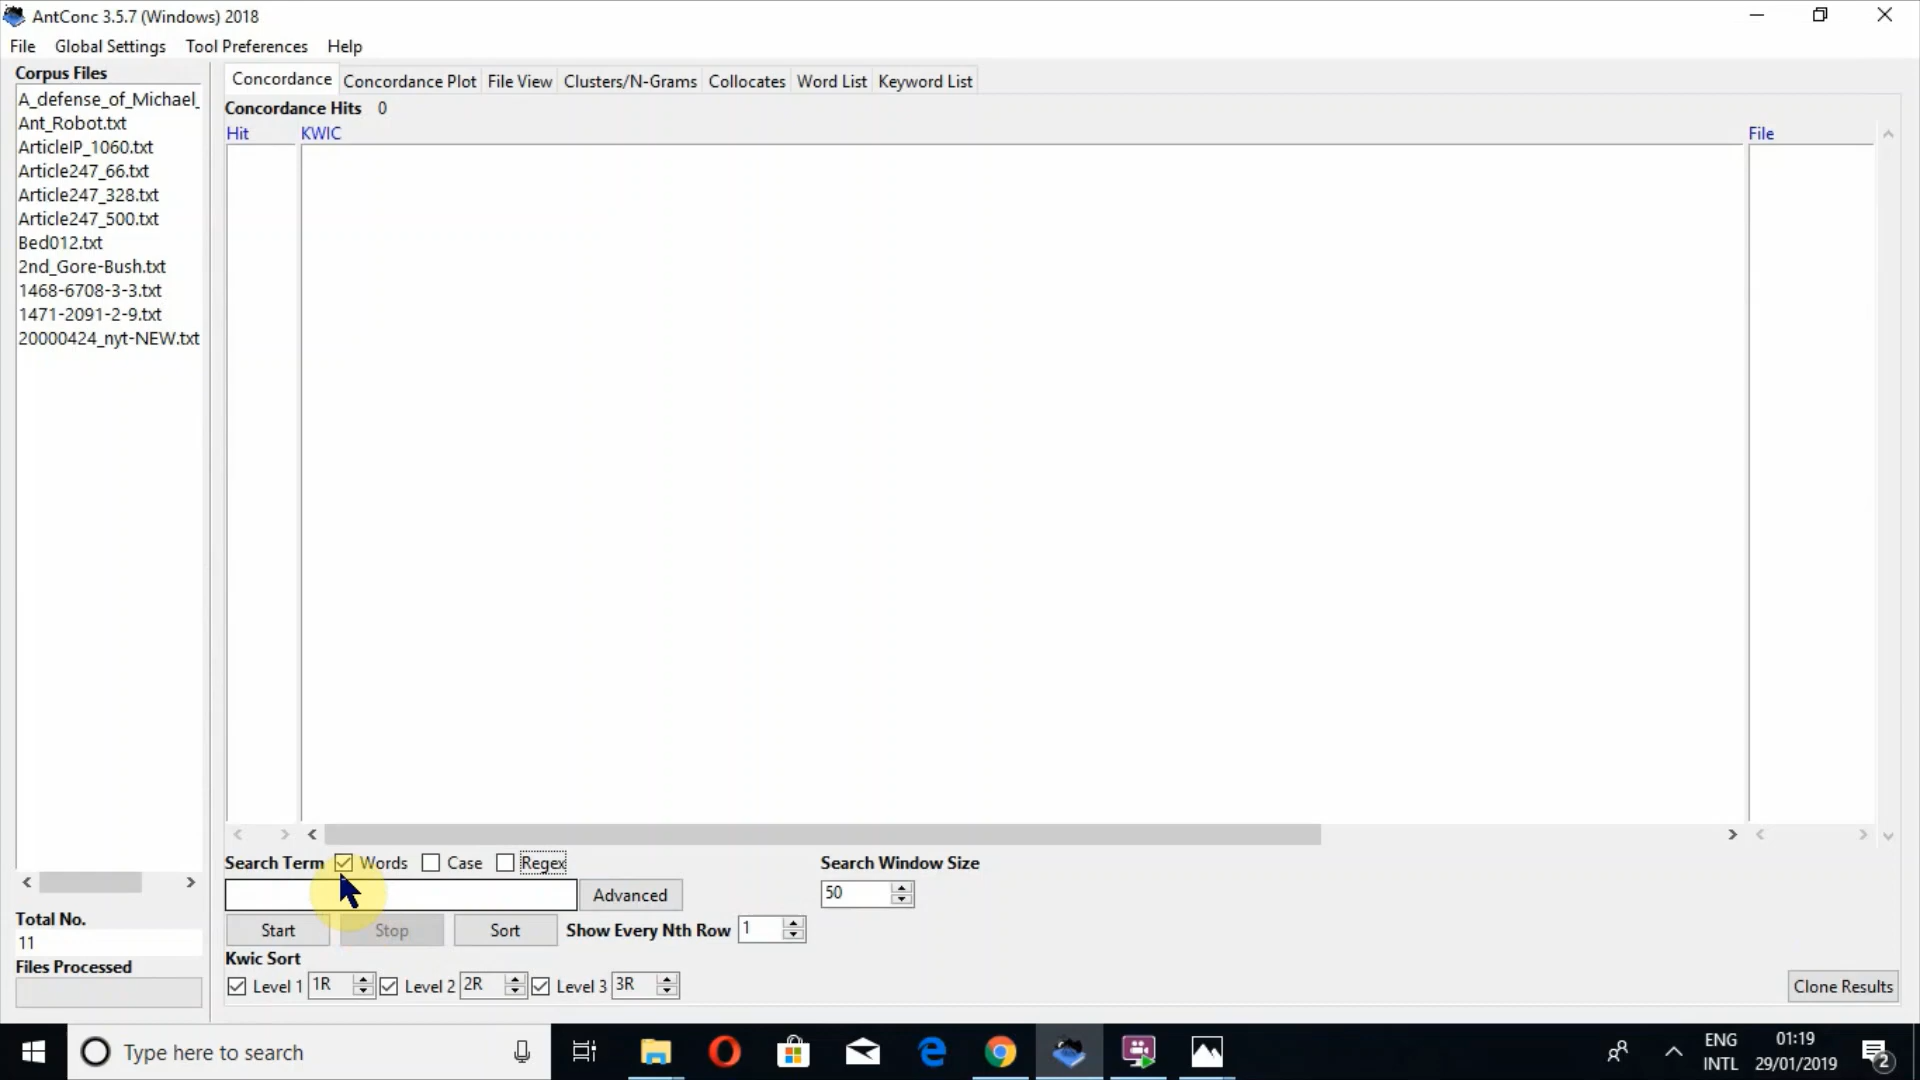 AntConc 3.5.7 (Windows) 2018
File Global Settings Tool Preferences Help
Corpus Files
A_defense_of_Michael_
Ant_Robot.txt
ArticleIP_1060.txt
Article247_66.txt
Article247_328.txt
Article247_500.txt
Bed012.txt
2nd_Gore-Bush.txt
1468-6708-3-3.txt
1471-2091-2-9.txt
20000424_nyt-NEW.txt
Total No.
11
Files Processed
Concordance Concordance Plot File View Clusters/N-Grams Collocates Word List Keyword List
Concordance Hits 0
Hit KWIC File
Search Term Words Case Regex Search Window Size
Advanced 50
Start Stop Sort Show Every Nth Row 1
Kwic Sort
Level 1 1R Level 2 2R Level 3 3R Clone Results
Type here to search
ENG
INTL
01:19
29/01/2019
2